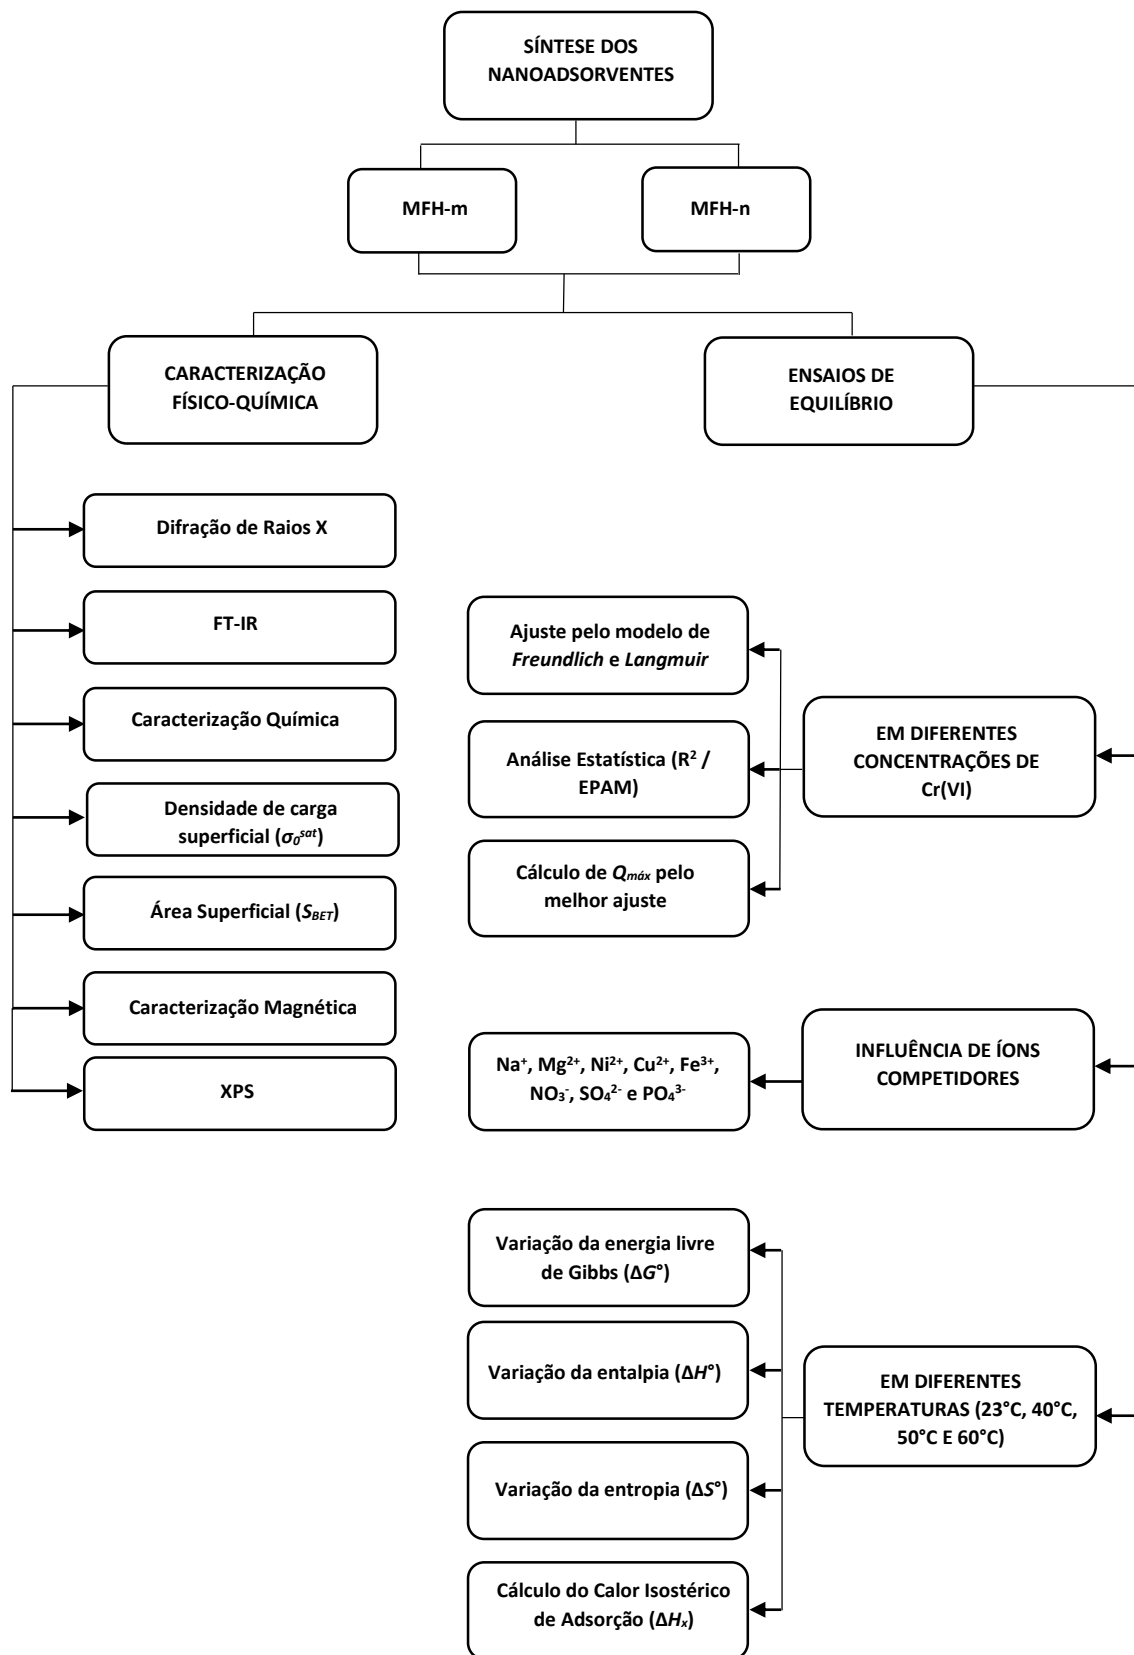 SÍNTESE DOS
NANOADSORVENTES
MFH-m
MFH-n
CARACTERIZAÇÃO
FÍSICO-QUÍMICA
ENSAIOS DE
EQUILÍBRIO
Difração de Raios X
FT-IR
Caracterização Química
Densidade de carga
superficial (σ₀ˢᵃᵗ)
Área Superficial (S_BET)
Caracterização Magnética
XPS
Ajuste pelo modelo de
Freundlich e Langmuir
Análise Estatística (R² /
EPAM)
Cálculo de Qmáx pelo
melhor ajuste
EM DIFERENTES
CONCENTRAÇÕES DE
Cr(VI)
Na⁺, Mg²⁺, Ni²⁺, Cu²⁺, Fe³⁺,
NO₃⁻, SO₄²⁻ e PO₄³⁻
INFLUÊNCIA DE ÍONS
COMPETIDORES
Variação da energia livre
de Gibbs (ΔG°)
Variação da entalpia (ΔH°)
Variação da entropia (ΔS°)
Cálculo do Calor Isostérico
de Adsorção (ΔHₓ)
EM DIFERENTES
TEMPERATURAS (23°C, 40°C,
50°C E 60°C)